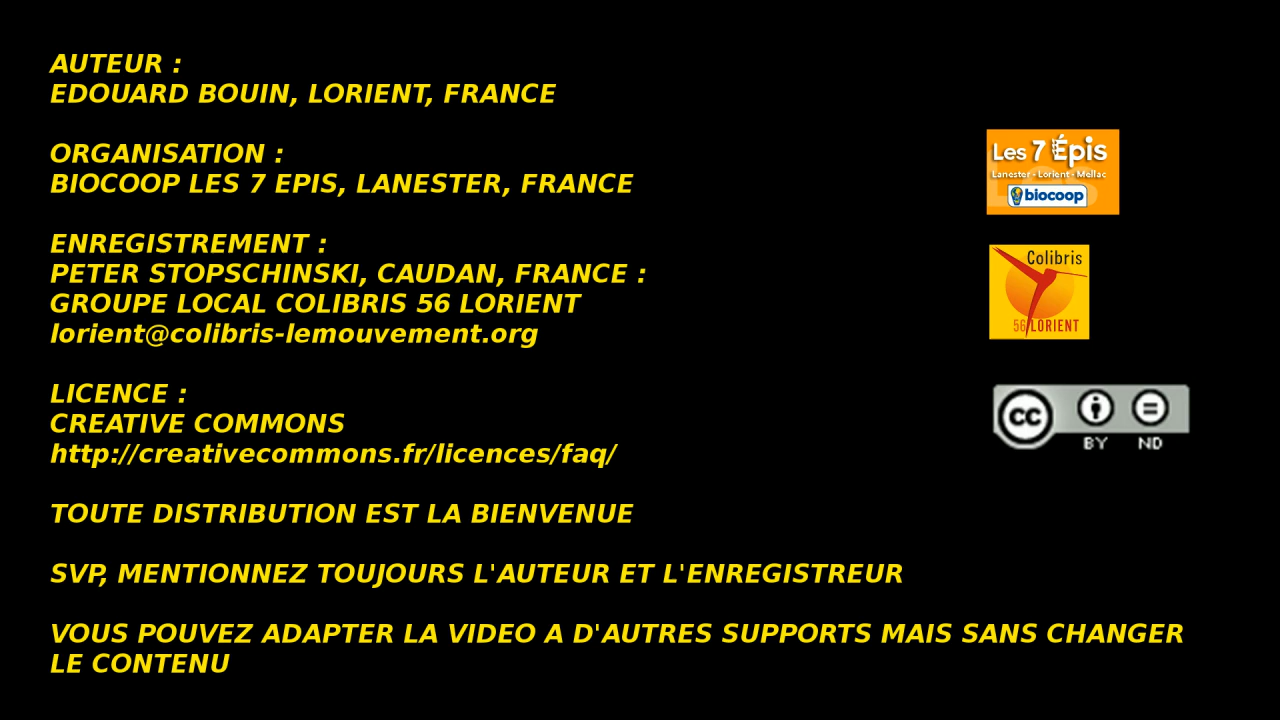 AUTEUR :
EDOUARD BOUIN, LORIENT, FRANCE
ORGANISATION :
BIOCOOP LES 7 EPIS, LANESTER, FRANCE
Les 7 Épis
Lanester - Lorient - Mellac
biocoop
ENREGISTREMENT :
PETER STOPSCHINSKI, CAUDAN, FRANCE :
GROUPE LOCAL COLIBRIS 56 LORIENT
lorient@colibris-lemouvement.org
Colibris
56 LORIENT
LICENCE :
CREATIVE COMMONS
http://creativecommons.fr/licences/faq/
cc
BY ND
TOUTE DISTRIBUTION EST LA BIENVENUE
SVP, MENTIONNEZ TOUJOURS L'AUTEUR ET L'ENREGISTREUR
VOUS POUVEZ ADAPTER LA VIDEO A D'AUTRES SUPPORTS MAIS SANS CHANGER
LE CONTENU